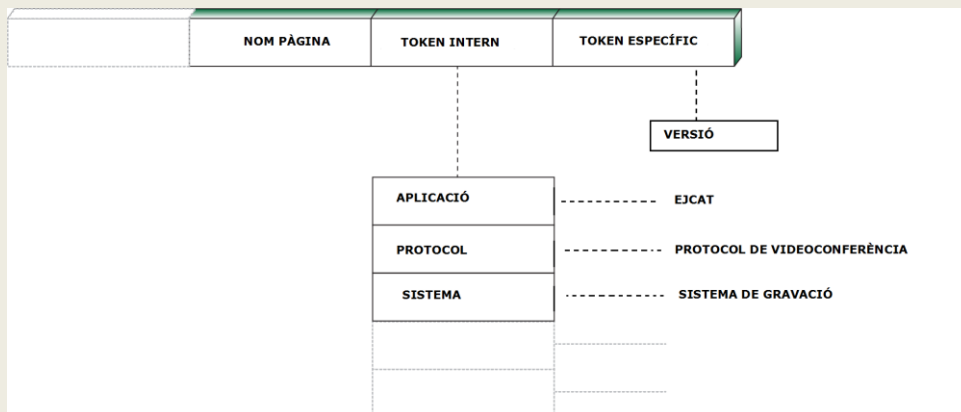 NOM PÀGINA TOKEN INTERN TOKEN ESPECÍFIC
VERSIÓ
APLICACIÓ EJCAT
PROTOCOL PROTOCOL DE VIDEOCONFERÈNCIA
SISTEMA SISTEMA DE GRAVACIÓ